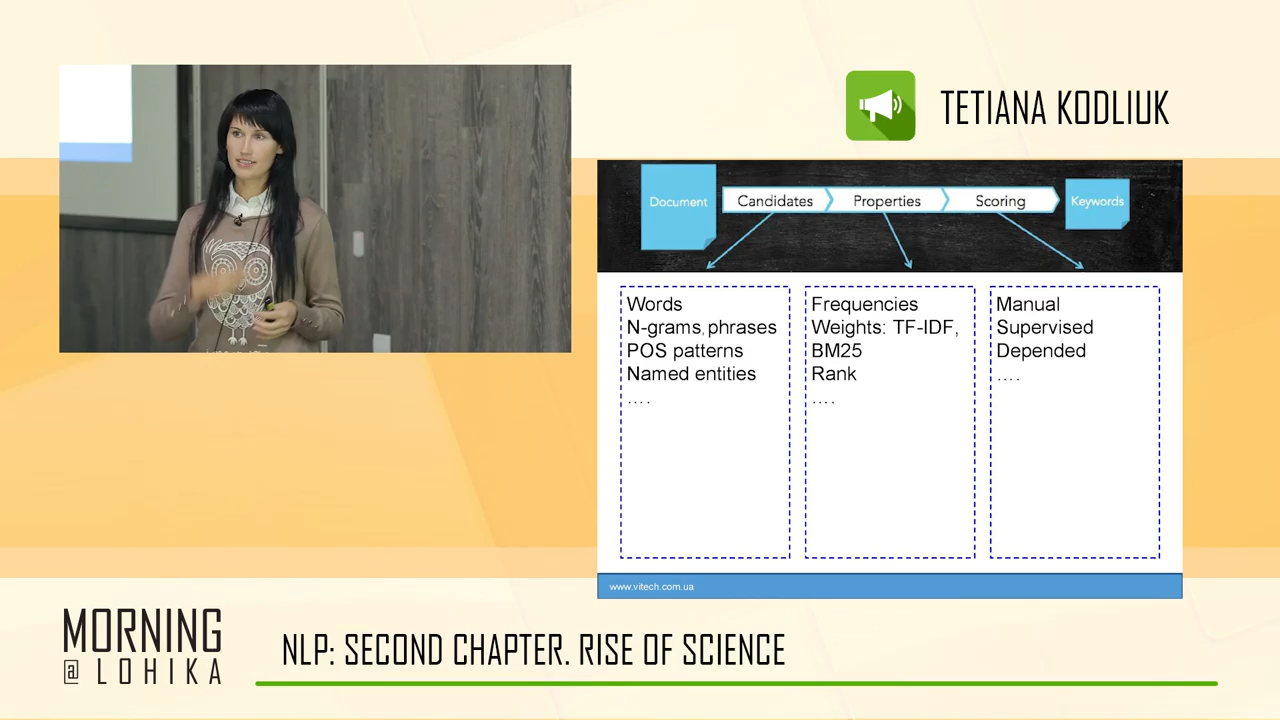 TETIANA KODLIUK
Document
Candidates
Properties
Scoring
Keywords
Words
N-grams, phrases
POS patterns
Named entities
....
Frequencies
Weights: TF-IDF,
BM25
Rank
....
Manual
Supervised
Depended
....
www.vitech.com.ua
MORNING
@ LOHIKA
NLP: SECOND CHAPTER. RISE OF SCIENCE